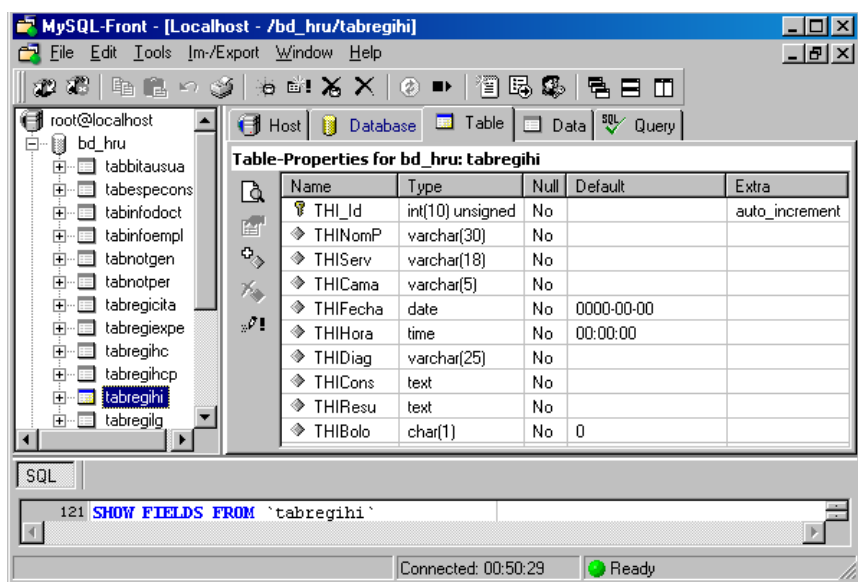 MySQL-Front - [Localhost - /bd_hru/tabregihi]
File Edit Tools Im-/Export Window Help
root@localhost
bd_hru
tabbitausua
tabespecons
tabinfodoct
tabinfoempl
tabnotgen
tabnotper
tabregicita
tabregiexpe
tabregihc
tabregihcp
tabregihi
tabregilg
Host Database Table Data SQL Query
Table-Properties for bd_hru: tabregihi
Name Type Null Default Extra
THI_Id int(10) unsigned No auto_increment
THINomP varchar(30) No
THIServ varchar(18) No
THICama varchar(5) No
THIFecha date No 0000-00-00
THIHora time No 00:00:00
THIDiag varchar(25) No
THICons text No
THIResu text No
THIBolo char(1) No 0
SQL
121 SHOW FIELDS FROM `tabregihi`
Connected: 00:50:29 Ready